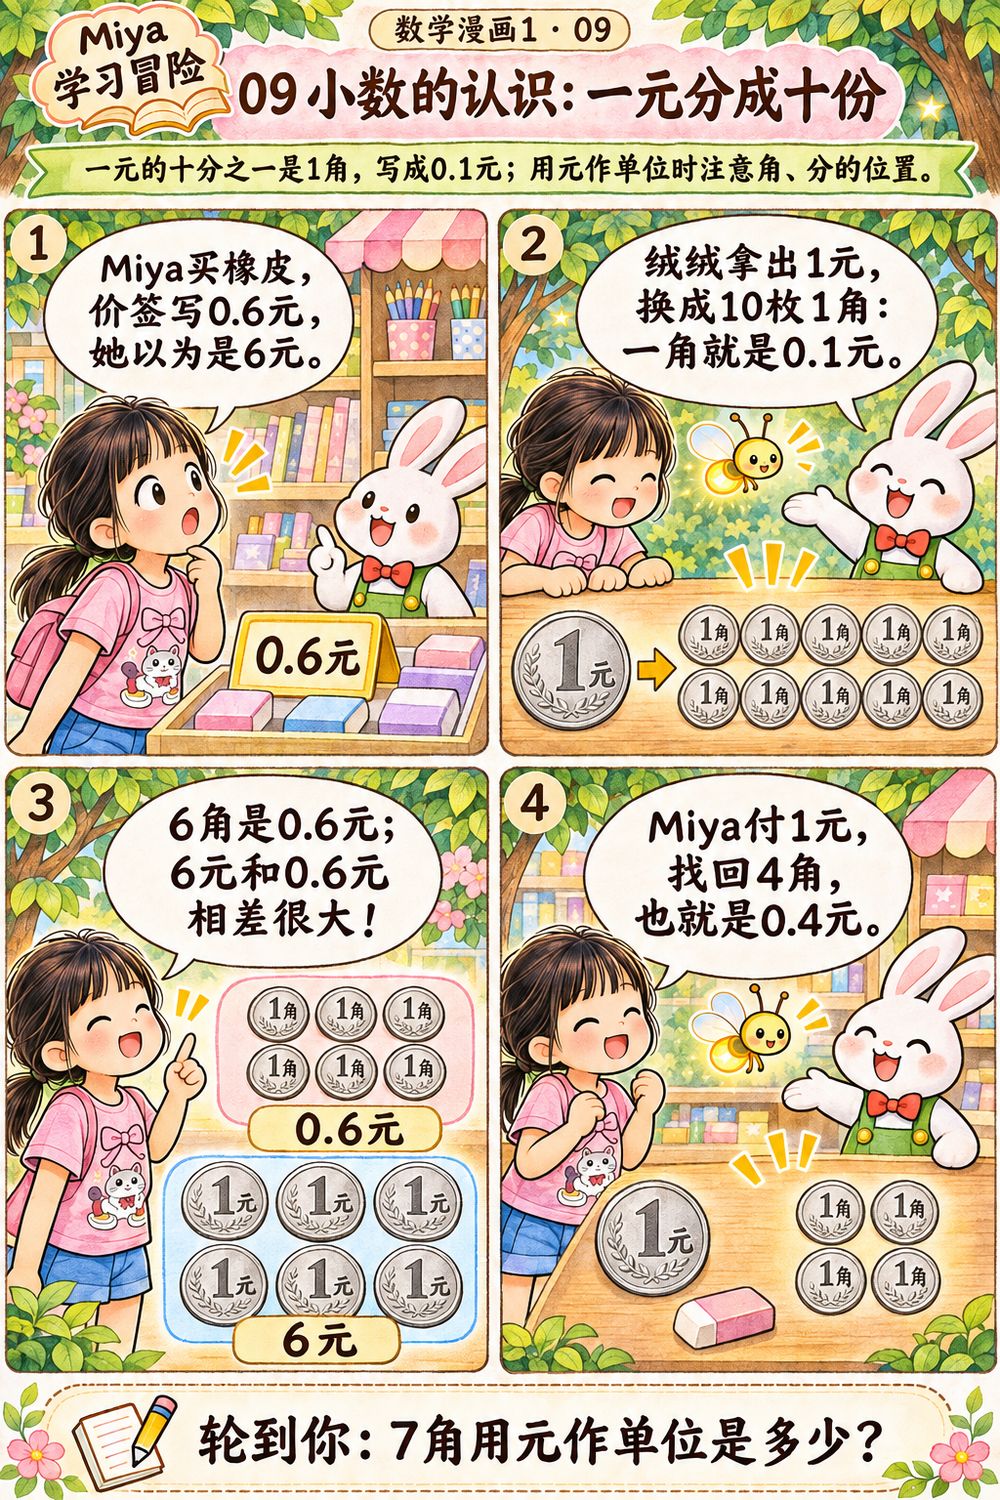 Miya
学习冒险
数学漫画1·09
09 小数的认识：一元分成十份
一元的十分之一是1角，写成0.1元；用元作单位时注意角、分的位置。
1
Miya买橡皮，
价签写0.6元，
她以为是6元。
0.6元
2
绒绒拿出1元，
换成10枚1角：
一角就是0.1元。
1元
1角 1角 1角 1角 1角
1角 1角 1角 1角 1角
3
6角是0.6元；
6元和0.6元
相差很大！
1角 1角 1角
1角 1角 1角
0.6元
1元 1元 1元
1元 1元 1元
6元
4
Miya付1元，
找回4角，
也就是0.4元。
1元
1角 1角
1角 1角
轮到你：7角用元作单位是多少？